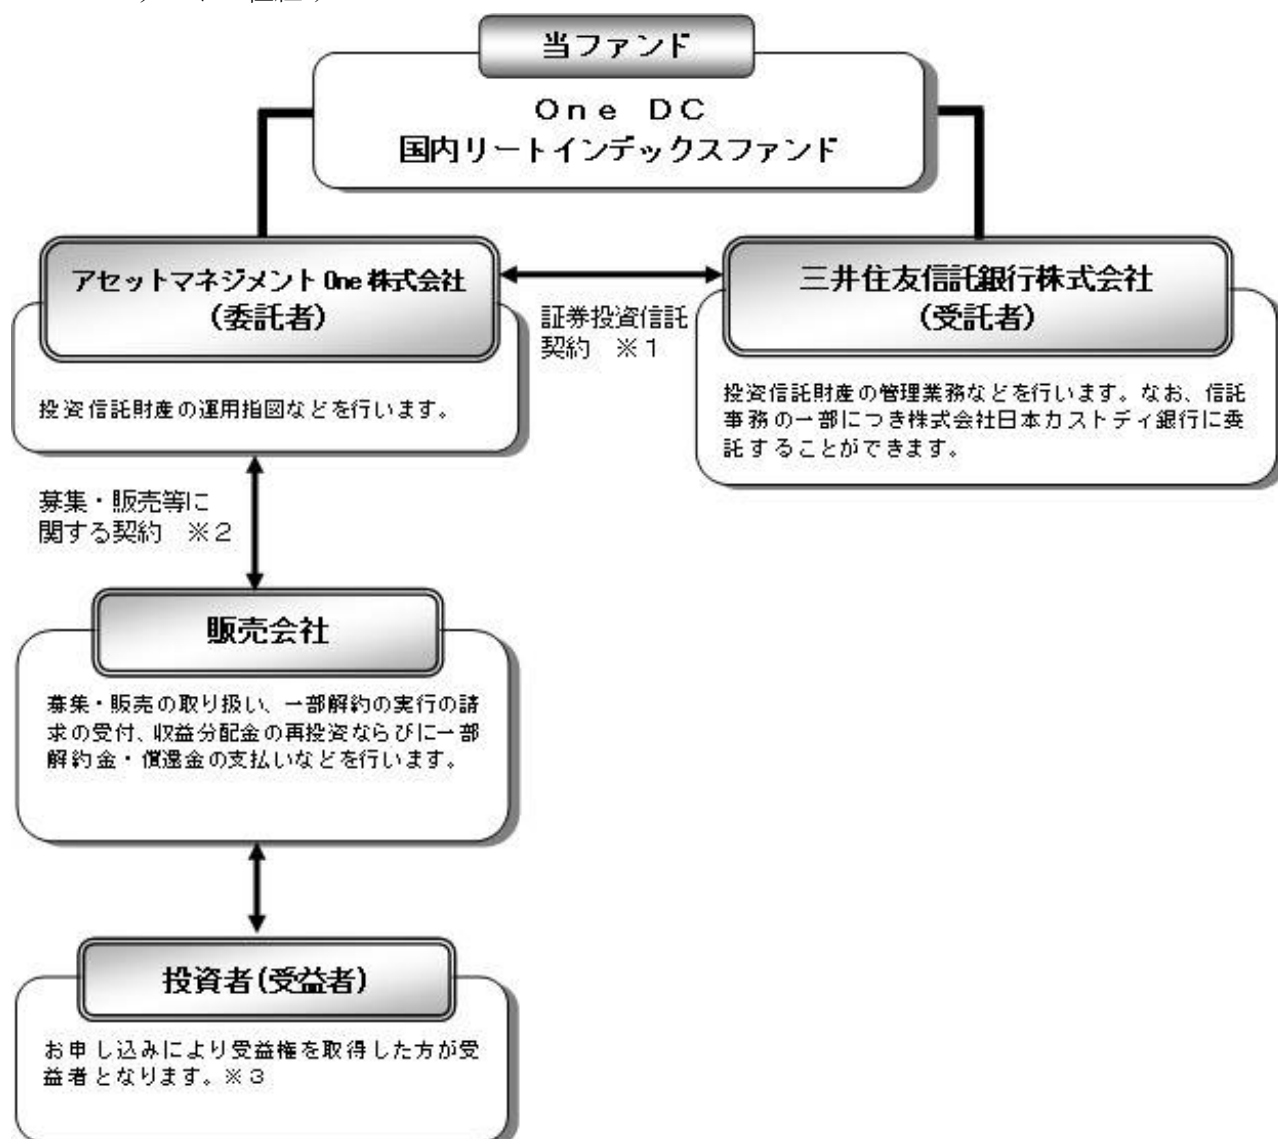 当ファンド
One DC
国内リートインデックスファンド
アセットマネジメントOne株式会社
(委託者)
投資信託財産の運用指図などを行います。
証券投資信託
契約 ※1
三井住友信託銀行株式会社
(受託者)
投資信託財産の管理業務などを行います。なお、信託
事務の一部につき株式会社日本カストディ銀行に委
託することができます。
募集・販売等に
関する契約 ※2
販売会社
募集・販売の取り扱い、一部解約の実行の請
求の受付、収益分配金の再投資ならびに一部
解約金・償還金の支払いなどを行います。
投資者(受益者)
お申し込みにより受益権を取得した方が受
益者となります。※3